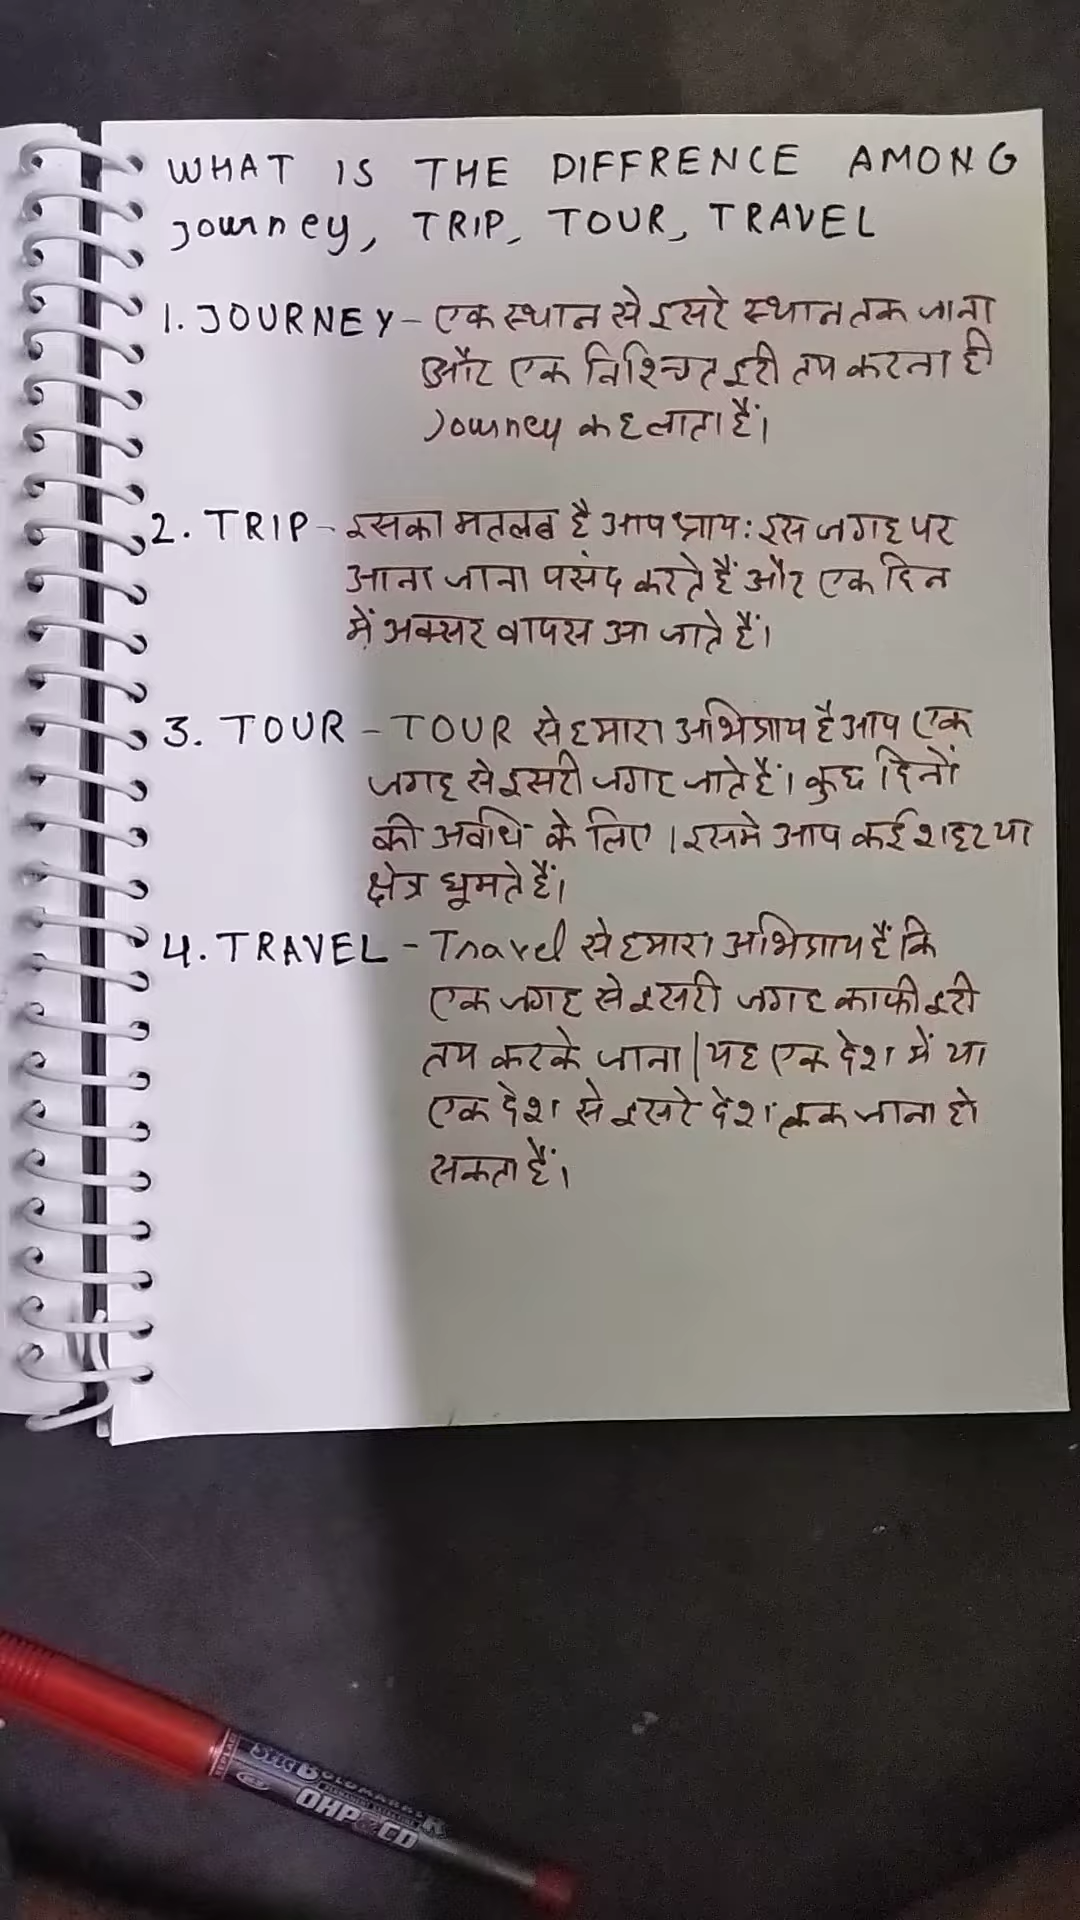 WHAT IS THE DIFFRENCE AMONG
Journey, TRIP, TOUR, TRAVEL
1. JOURNEY - एक स्थान से दूसरे स्थान तक जाना
और एक निश्चित दूरी तय करना ही
Journey कहलाता हैं।
2. TRIP - इसका मतलब है आप प्राय: इस जगह पर
आना जाना पसंद करते हैं और एक दिन
में अक्सर वापस आ जाते हैं।
3. TOUR - TOUR से हमारा अभिप्राय है आप एक
जगह से दूसरी जगह जाते हैं। कुछ दिनों
की अवधि के लिए। इसमे आप कई शहर या
क्षेत्र घूमते हैं।
4. TRAVEL - Travel से हमारा अभिप्राय हैं कि
एक जगह से दूसरी जगह काफी दूरी
तय करके जाना। यह एक देश में या
एक देश से दूसरे देश तक जाना हो
सकता हैं।
OHP & CD